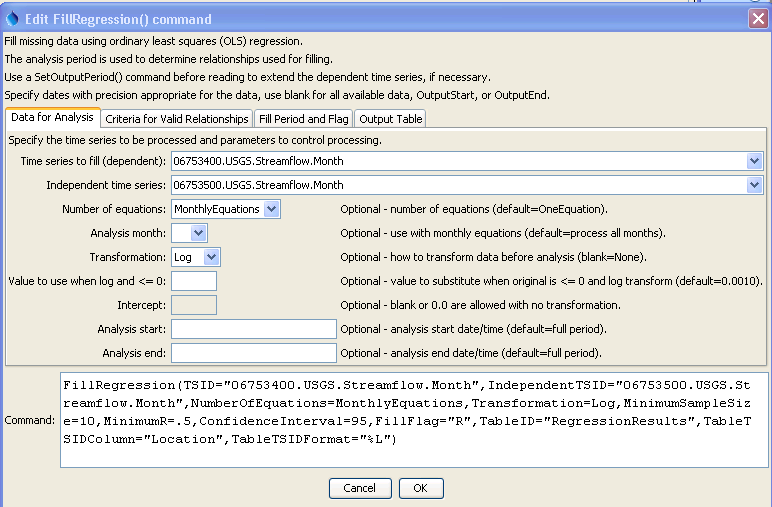 Edit FillRegression() command
Fill missing data using ordinary least squares (OLS) regression.
The analysis period is used to determine relationships used for filling.
Use a SetOutputPeriod() command before reading to extend the dependent time series, if necessary.
Specify dates with precision appropriate for the data, use blank for all available data, OutputStart, or OutputEnd.
Data for Analysis Criteria for Valid Relationships Fill Period and Flag Output Table
Specify the time series to be processed and parameters to control processing.
Time series to fill (dependent): 06753400.USGS.Streamflow.Month
Independent time series: 06753500.USGS.Streamflow.Month
Number of equations: MonthlyEquations Optional - number of equations (default=OneEquation).
Analysis month: Optional - use with monthly equations (default=process all months).
Transformation: Log Optional - how to transform data before analysis (blank=None).
Value to use when log and <= 0: Optional - value to substitute when original is <= 0 and log transform (default=0.0010).
Intercept: Optional - blank or 0.0 are allowed with no transformation.
Analysis start: Optional - analysis start date/time (default=full period).
Analysis end: Optional - analysis end date/time (default=full period).
Command: FillRegression(TSID="06753400.USGS.Streamflow.Month",IndependentTSID="06753500.USGS.St
reamflow.Month",NumberOfEquations=MonthlyEquations,Transformation=Log,MinimumSampleSiz
e=10,MinimumR=.5,ConfidenceInterval=95,FillFlag="R",TableID="RegressionResults",TableT
SIDColumn="Location",TableTSIDFormat="%L")
Cancel OK